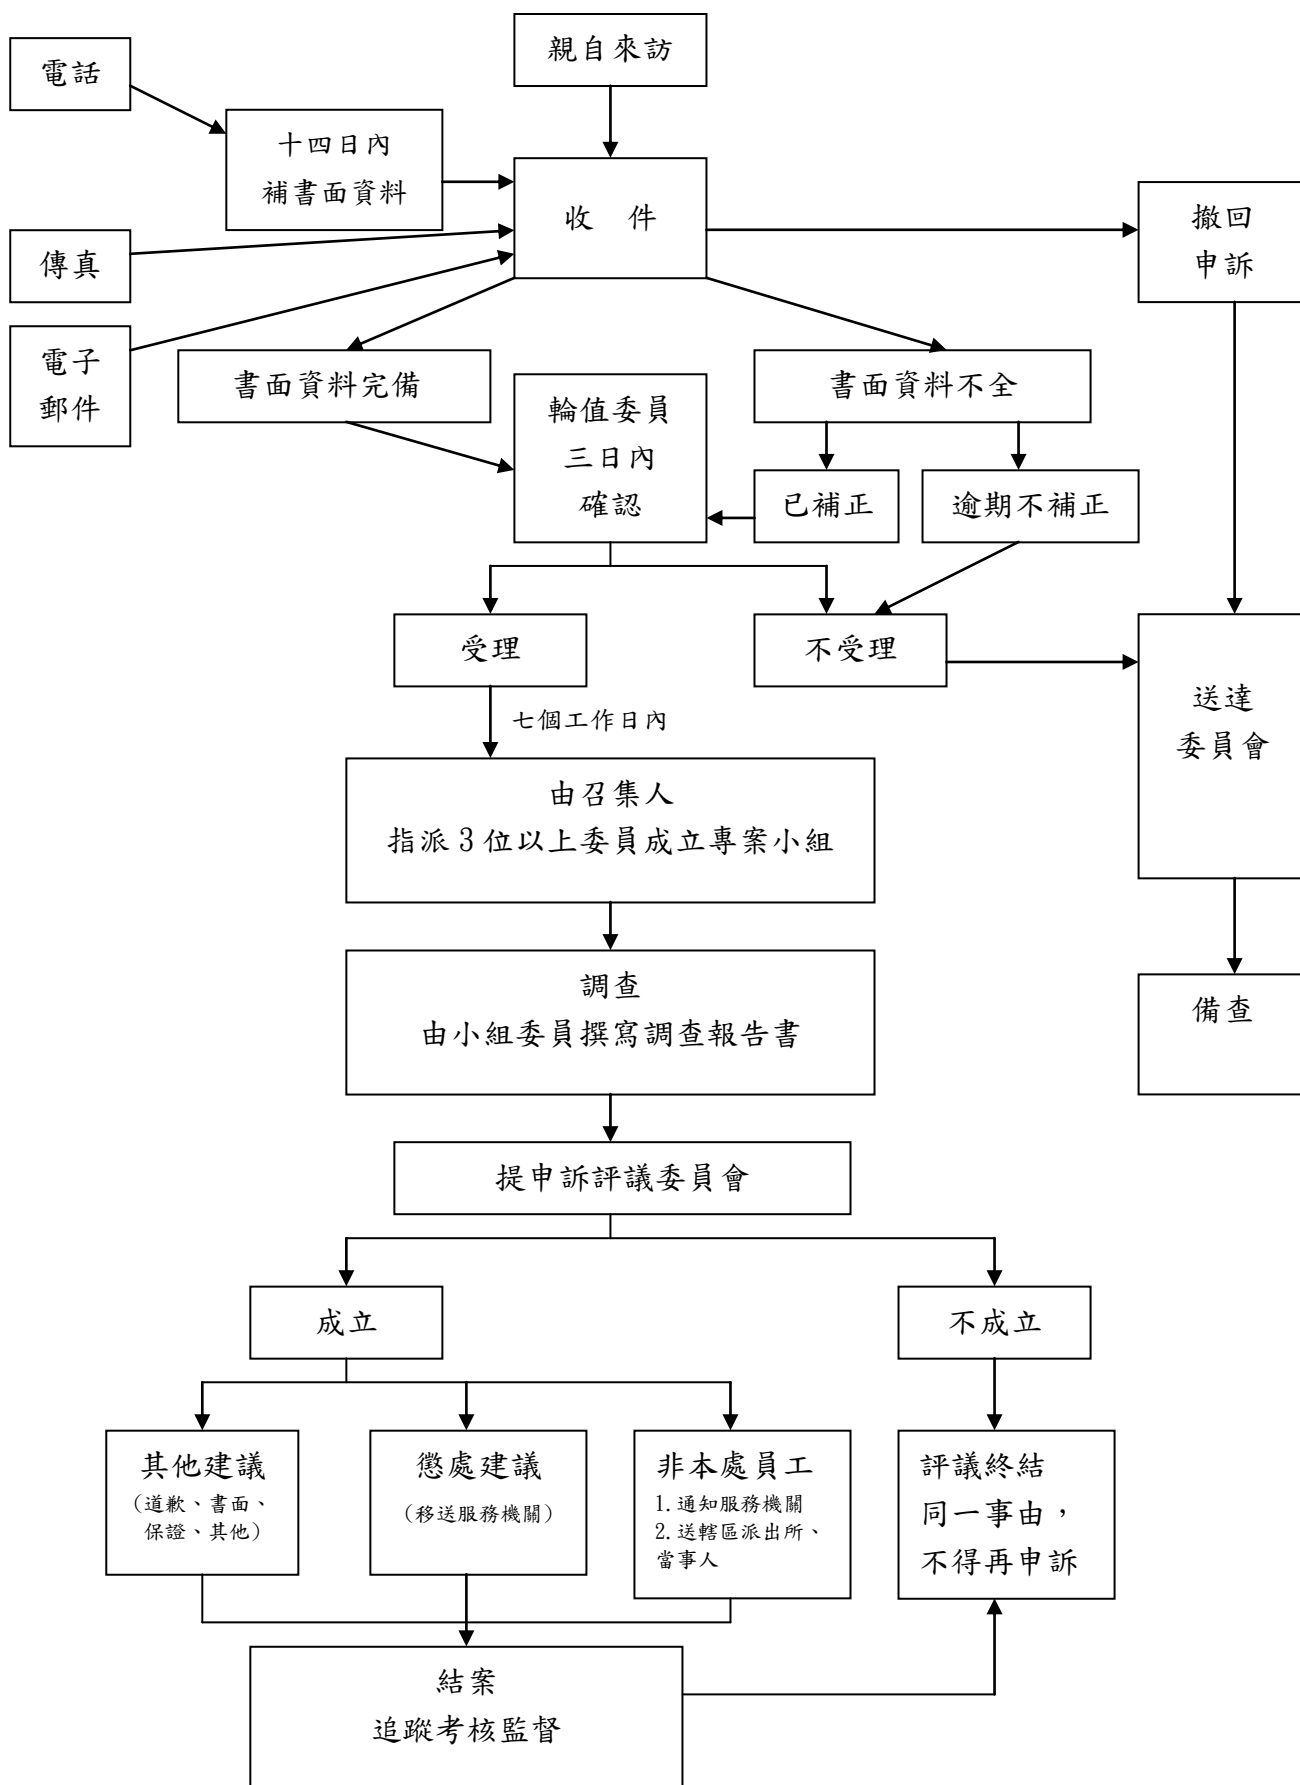 親自來訪
電話
十四日內
補書面資料
收 件
撤回
申訴
傳真
電子
郵件
書面資料完備
輪值委員
三日內
確認
書面資料不全
已補正
逾期不補正
受理
不受理
七個工作日內
送達
委員會
由召集人
指派 3 位以上委員成立專案小組
調查
由小組委員撰寫調查報告書
備查
提申訴評議委員會
成立
不成立
其他建議
(道歉、書面、
保證、其他)
懲處建議
(移送服務機關)
非本處員工
1.通知服務機關
2.送轄區派出所、
當事人
評議終結
同一事由，
不得再申訴
結案
追蹤考核監督